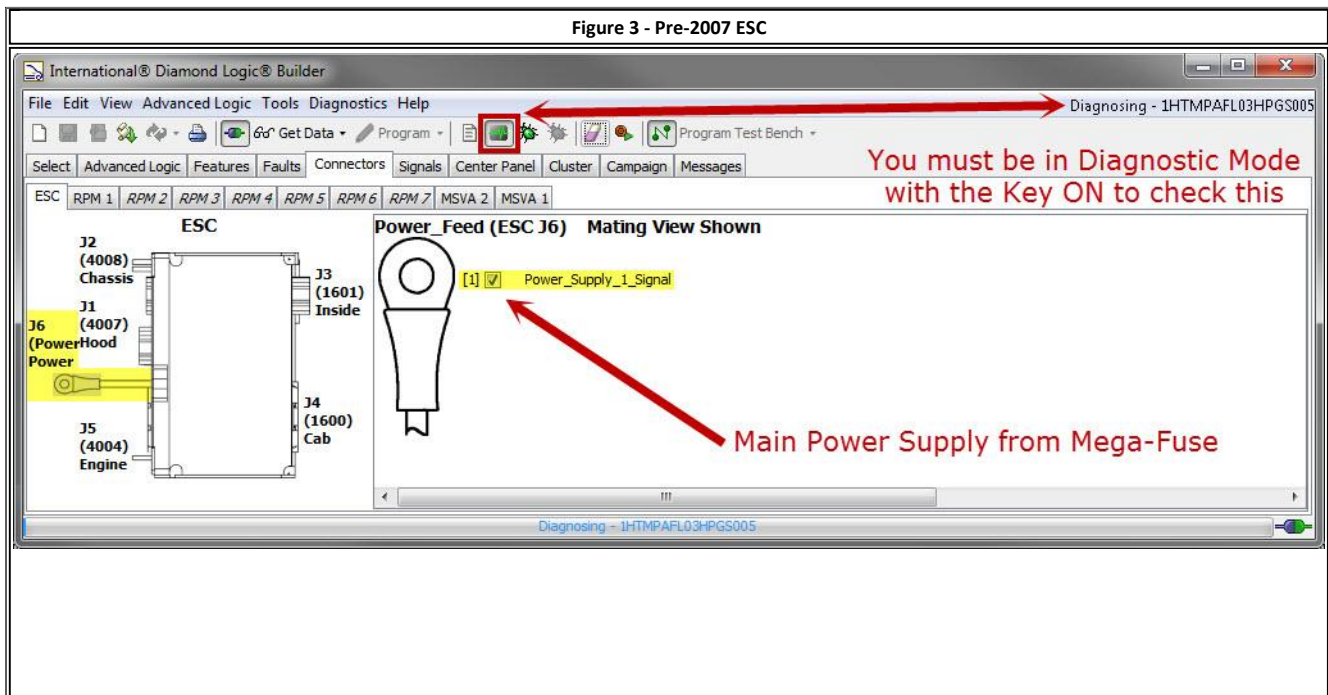 Figure 3 - Pre-2007 ESC
International® Diamond Logic® Builder
File Edit View Advanced Logic Tools Diagnostics Help
Diagnosing - 1HTMPAFL03HPGS005
Get Data
Program
Program Test Bench
Select Advanced Logic Features Faults Connectors Signals Center Panel Cluster Campaign Messages
You must be in Diagnostic Mode
with the Key ON to check this
ESC RPM 1 RPM 2 RPM 3 RPM 4 RPM 5 RPM 6 RPM 7 MSVA 2 MSVA 1
ESC
J2
(4008)
Chassis
J1
(4007)
Hood
J6
(Power
Power
J5
(4004)
Engine
J3
(1601)
Inside
J4
(1600)
Cab
Power_Feed (ESC J6) Mating View Shown
[1] Power_Supply_1_Signal
Main Power Supply from Mega-Fuse
Diagnosing - 1HTMPAFL03HPGS005